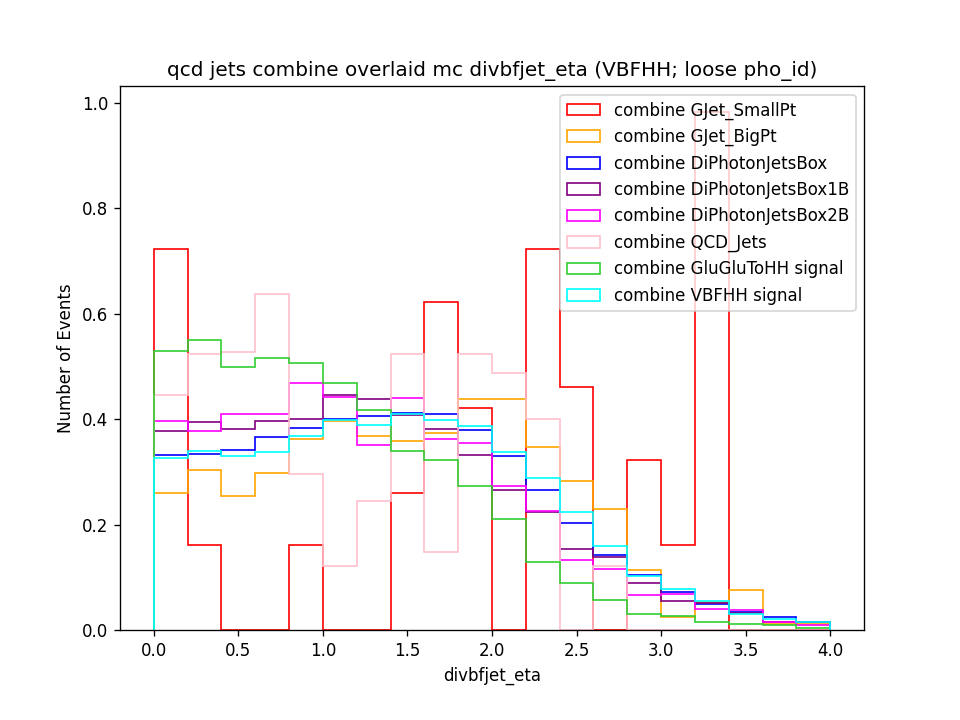 qcd jets combine overlaid mc divbfjet_eta (VBFHH; loose pho_id)
1.0
0.8
0.6
0.4
0.2
0.0
Number of Events
combine GJet_SmallPt
combine GJet_BigPt
combine DiPhotonJetsBox
combine DiPhotonJetsBox1B
combine DiPhotonJetsBox2B
combine QCD_Jets
combine GluGluToHH signal
combine VBFHH signal
0.0 0.5 1.0 1.5 2.0 2.5 3.0 3.5 4.0
divbfjet_eta